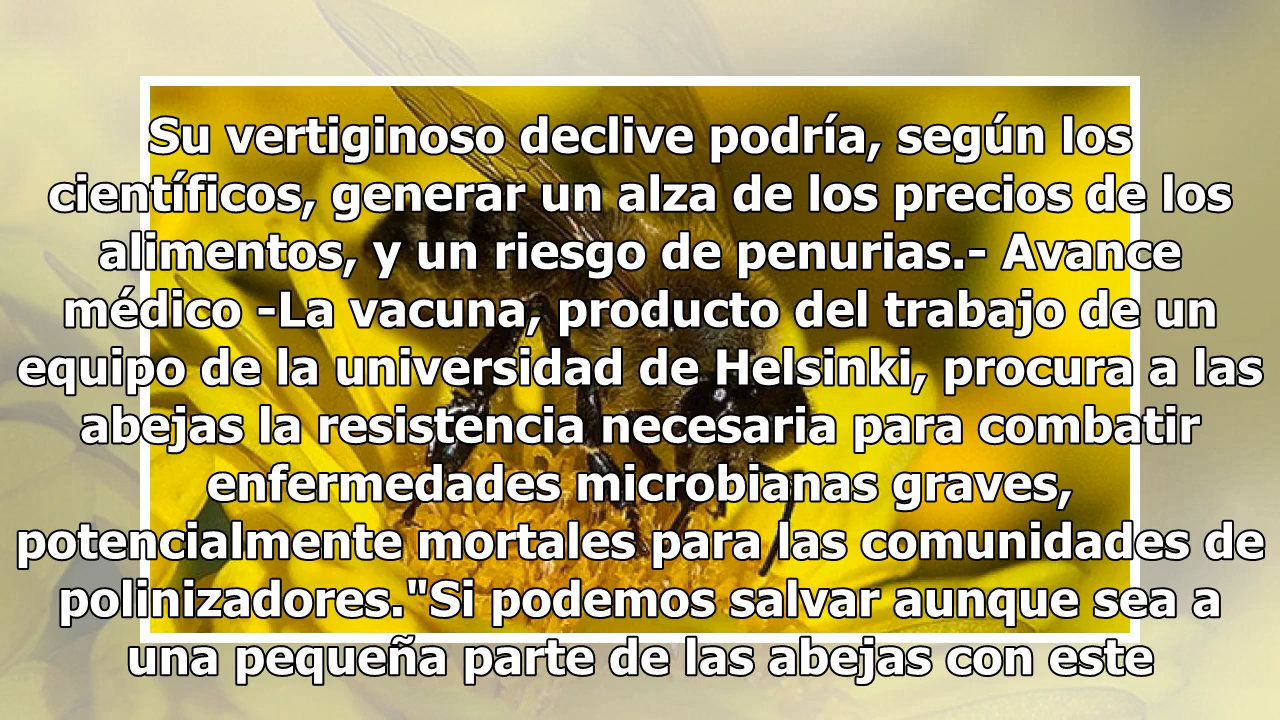 Su vertiginoso declive podría, según los
científicos, generar un alza de los precios de los
alimentos, y un riesgo de penurias.- Avance
médico -La vacuna, producto del trabajo de un
equipo de la universidad de Helsinki, procura a las
abejas la resistencia necesaria para combatir
enfermedades microbianas graves,
potencialmente mortales para las comunidades de
polinizadores."Si podemos salvar aunque sea a
una pequeña parte de las abejas con este